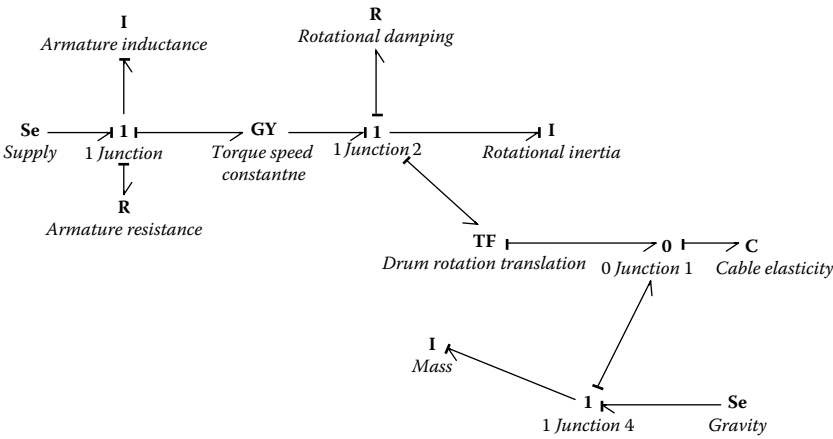 I
Armature inductance
R
Rotational damping
Se
Supply
1
1 Junction
GY
Torque speed
constantne
1
1 Junction 2
I
Rotational inertia
R
Armature resistance
TF
Drum rotation translation
0
0 Junction 1
C
Cable elasticity
I
Mass
1
1 Junction 4
Se
Gravity